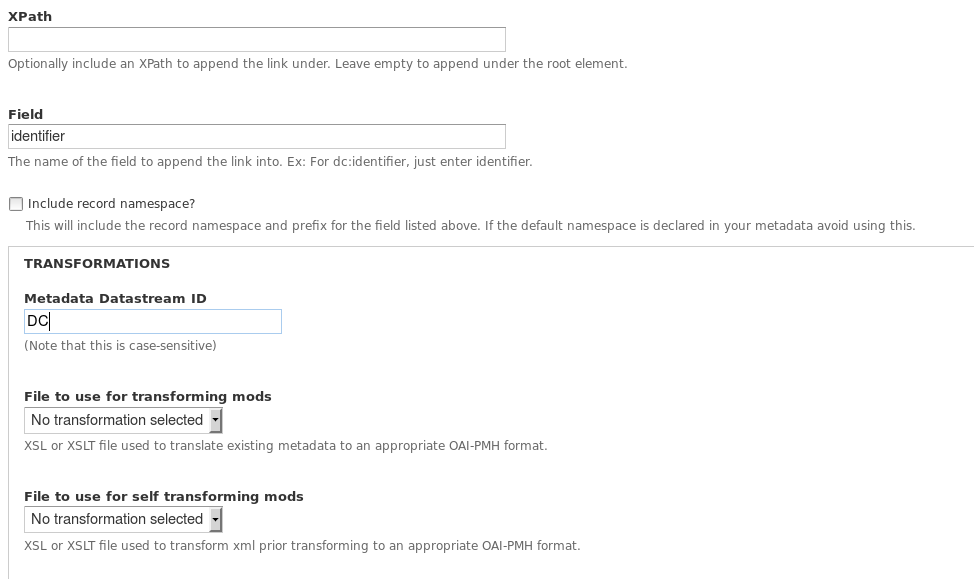 XPath
Optionally include an XPath to append the link under. Leave empty to append under the root element.
Field
identifier
The name of the field to append the link into. Ex: For dc:identifier, just enter identifier.
Include record namespace?
This will include the record namespace and prefix for the field listed above. If the default namespace is declared in your metadata avoid using this.
TRANSFORMATIONS
Metadata Datastream ID
DC
(Note that this is case-sensitive)
File to use for transforming mods
No transformation selected
XSL or XSLT file used to translate existing metadata to an appropriate OAI-PMH format.
File to use for self transforming mods
No transformation selected
XSL or XSLT file used to transform xml prior transforming to an appropriate OAI-PMH format.